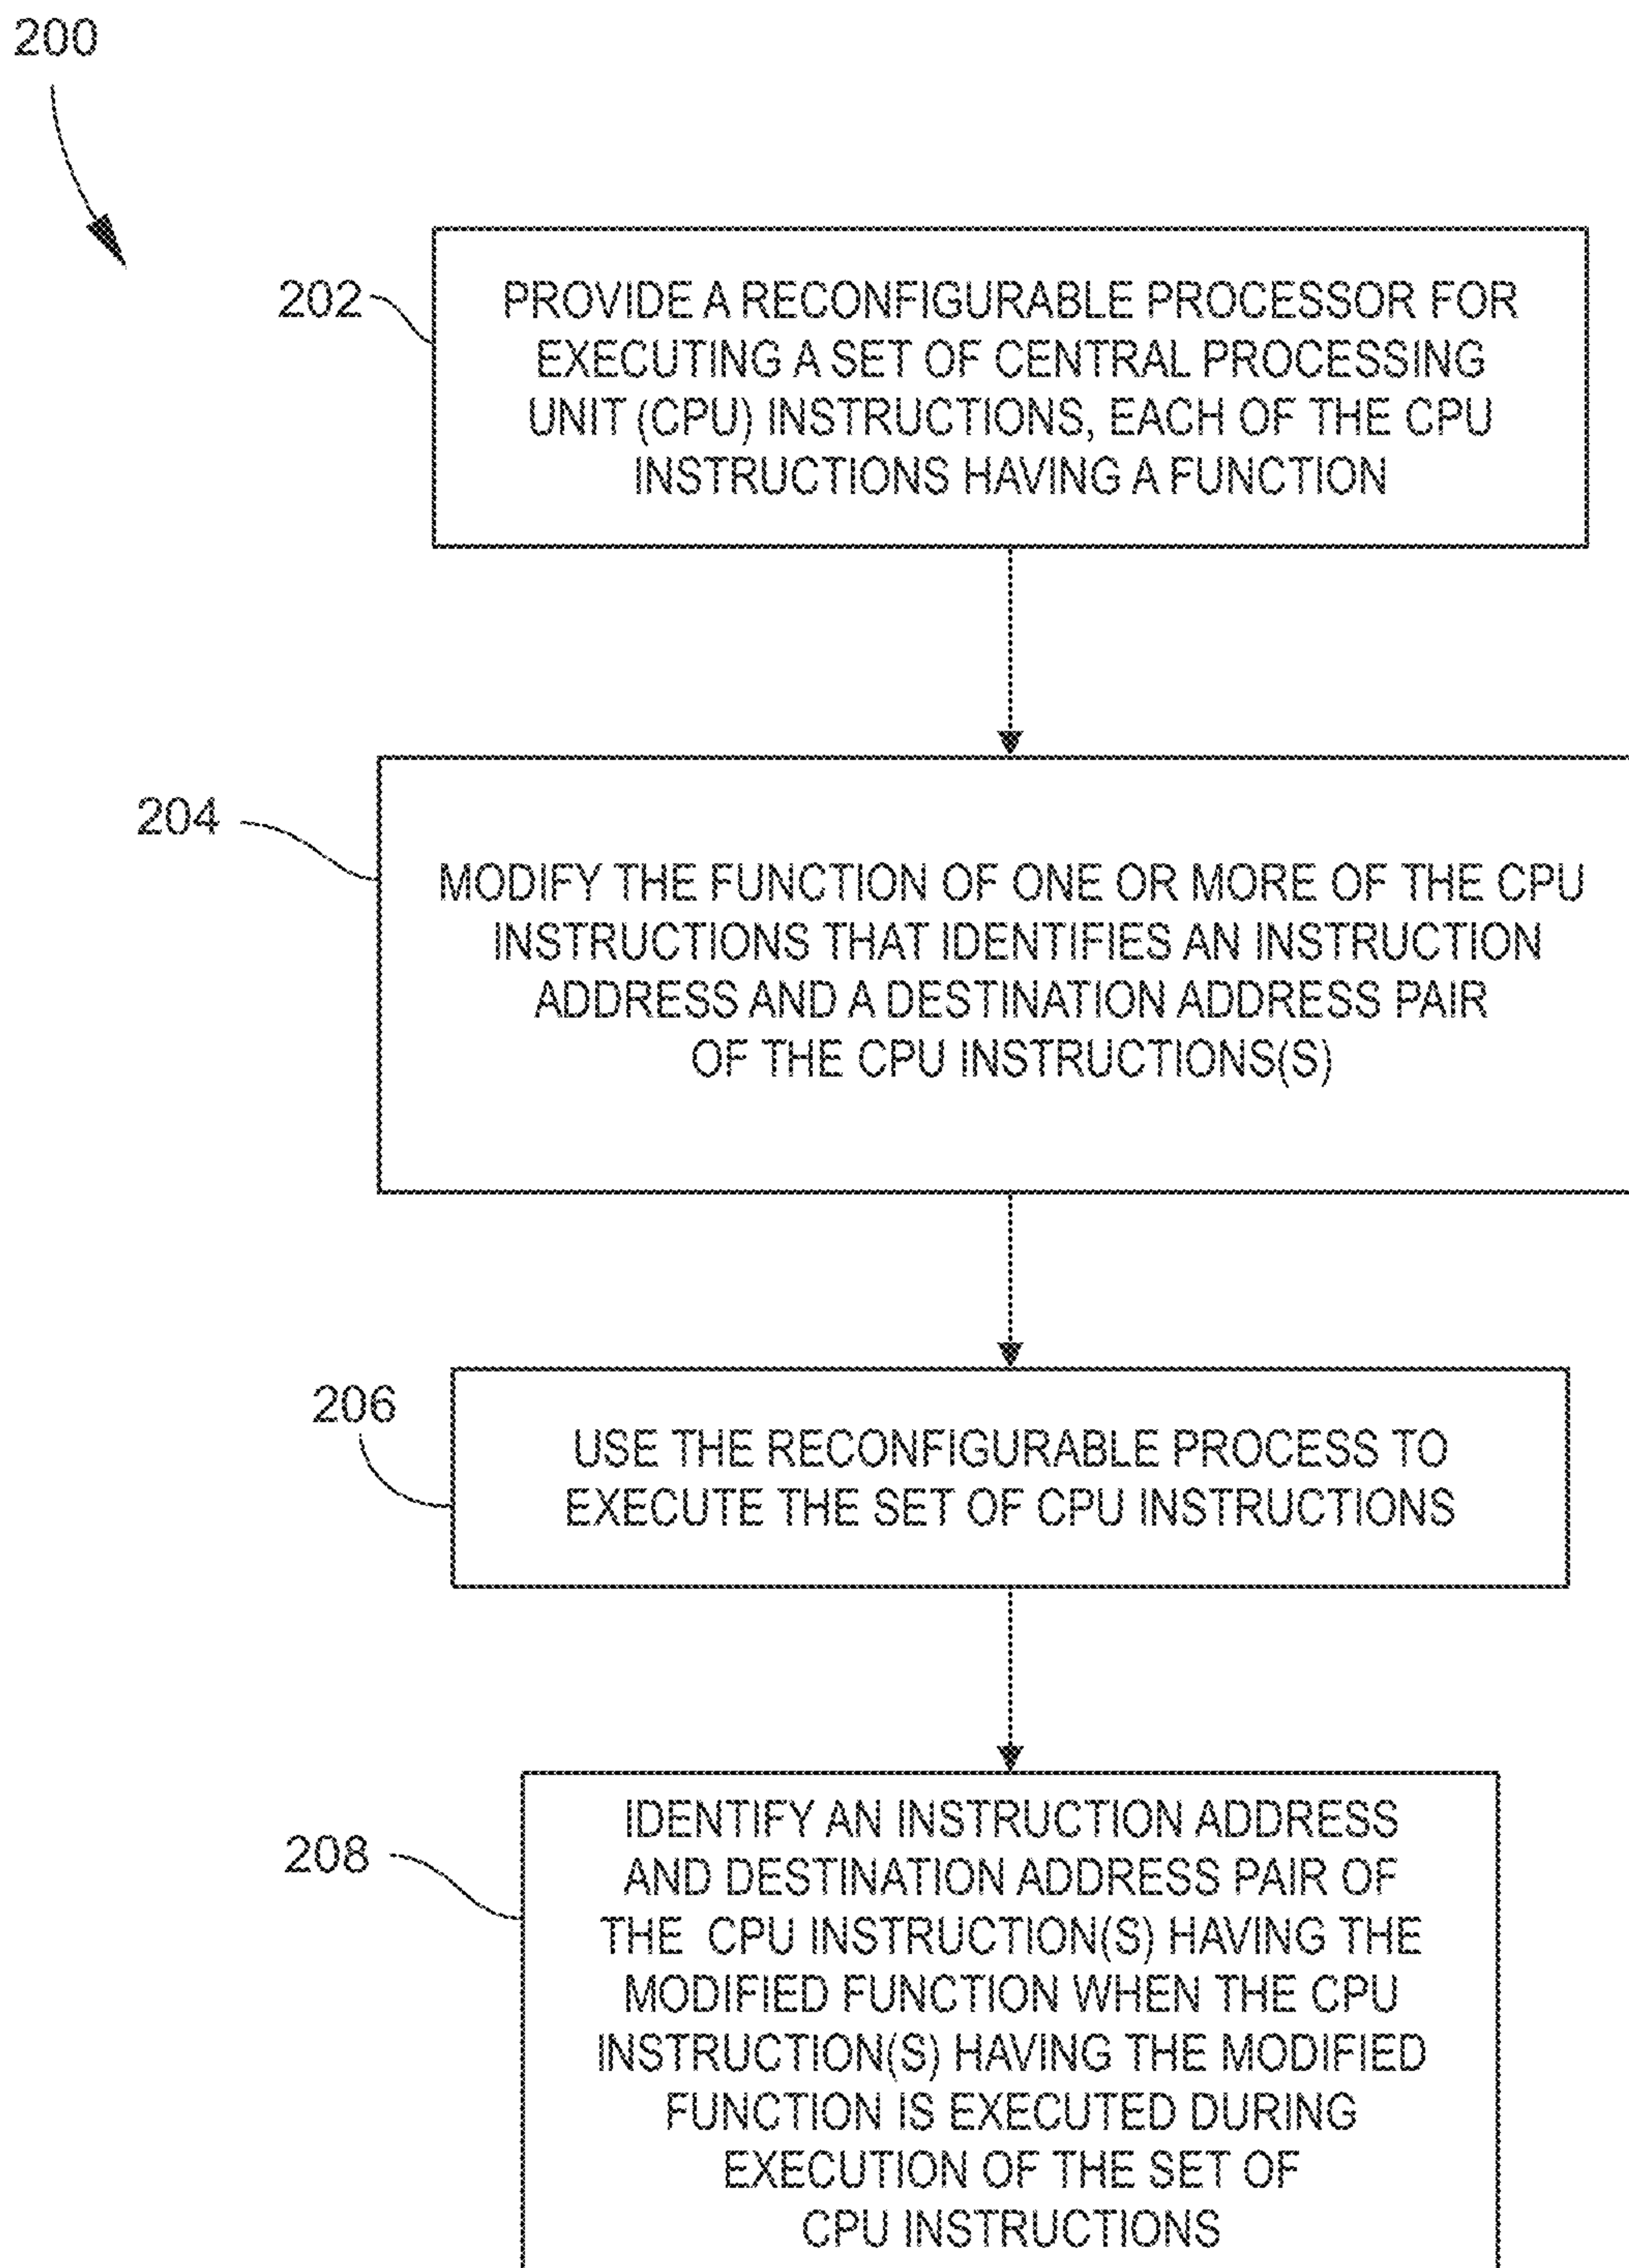 200
202
PROVIDE A RECONFIGURABLE PROCESSOR FOR
EXECUTING A SET OF CENTRAL PROCESSING
UNIT (CPU) INSTRUCTIONS, EACH OF THE CPU
INSTRUCTIONS HAVING A FUNCTION
204
MODIFY THE FUNCTION OF ONE OR MORE OF THE CPU
INSTRUCTIONS THAT IDENTIFIES AN INSTRUCTION
ADDRESS AND A DESTINATION ADDRESS PAIR
OF THE CPU INSTRUCTIONS(S)
206
USE THE RECONFIGURABLE PROCESS TO
EXECUTE THE SET OF CPU INSTRUCTIONS
208
IDENTIFY AN INSTRUCTION ADDRESS
AND DESTINATION ADDRESS PAIR OF
THE CPU INSTRUCTION(S) HAVING THE
MODIFIED FUNCTION WHEN THE CPU
INSTRUCTION(S) HAVING THE MODIFIED
FUNCTION IS EXECUTED DURING
EXECUTION OF THE SET OF
CPU INSTRUCTIONS